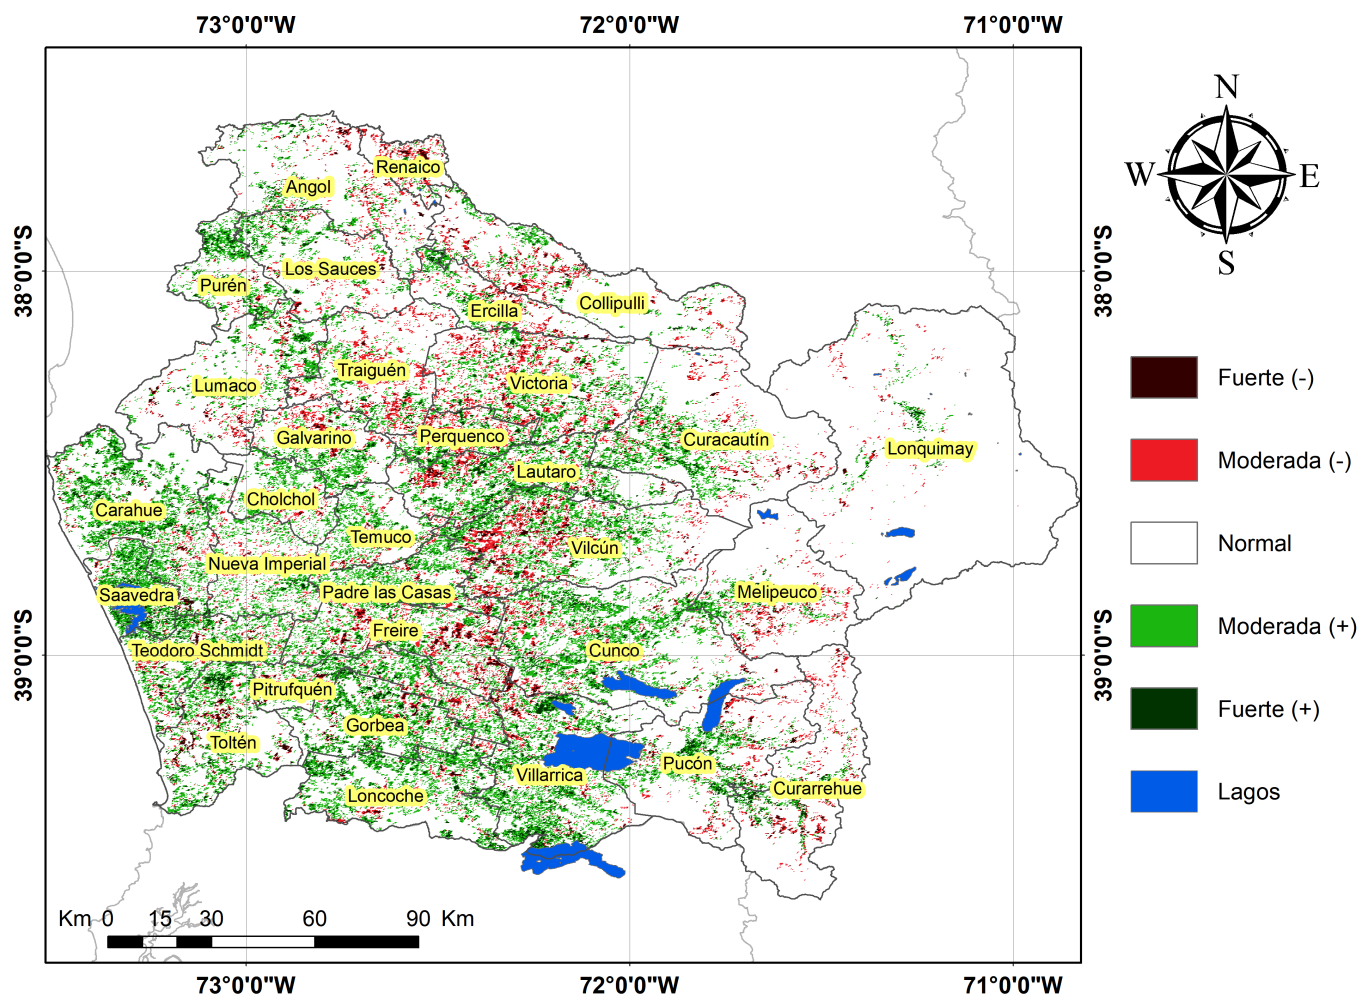 73°0'0"W 72°0'0"W 71°0'0"W
N
W E
S
38°0'0"S 38°0'0"S
39°0'0"S 39°0'0"S
Renaico
Angol
Los Sauces
Purén
Collipulli
Ercilla
Traiguén
Victoria
Lumaco
Galvarino
Perquenco
Curacautín
Lonquimay
Lautaro
Cholchol
Carahue
Temuco
Vilcún
Nueva Imperial
Saavedra
Padre las Casas
Melipeuco
Freire
Teodoro Schmidt
Cunco
Pitrufquén
Gorbea
Toltén
Pucón
Villarrica
Curarrehue
Loncoche
Fuerte (-)
Moderada (-)
Normal
Moderada (+)
Fuerte (+)
Lagos
Km 0 15 30 60 90 Km
73°0'0"W 72°0'0"W 71°0'0"W